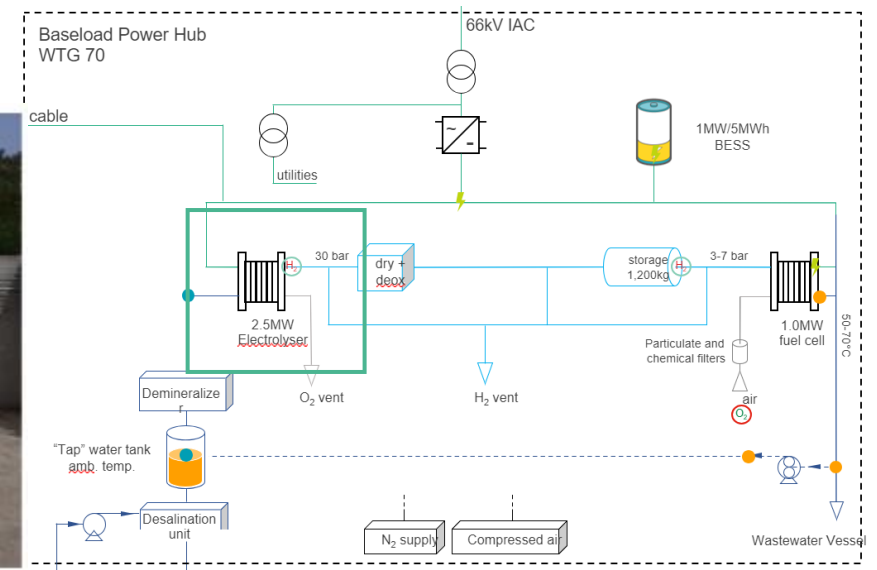 Baseload Power Hub
WTG 70
66kV IAC
cable
utilities
~
-
1MW/5MWh
BESS
H2
30 bar
dry +
deox
storage
1,200kg
H2
3-7 bar
2.5MW
Electrolyser
1.0MW
fuel cell
50-70°C
Particulate and
chemical filters
O2 vent
H2 vent
air
O2
Demineralize
r
"Tap" water tank
amb. temp.
Desalination
unit
N2 supply
Compressed air
Wastewater Vessel